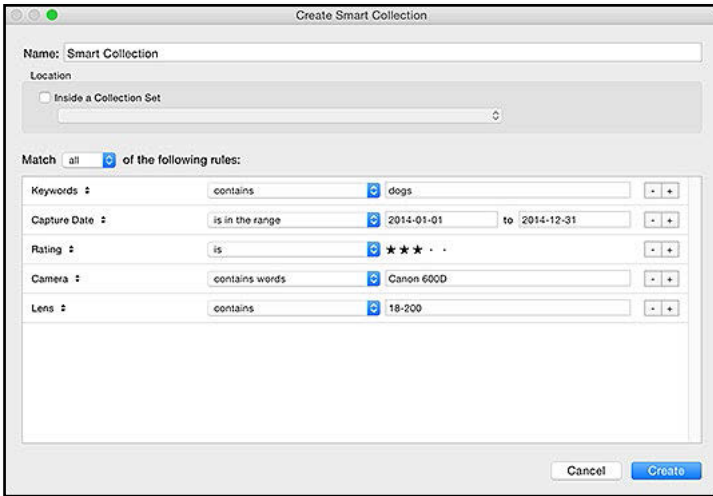 Create Smart Collection
Name: Smart Collection
Location
Inside a Collection Set
Match all of the following rules:
Keywords contains dogs - +
Capture Date is in the range 2014-01-01 to 2014-12-31 - +
Rating is ★★★ · · - +
Camera contains words Canon 600D - +
Lens contains 18-200 - +
Cancel Create